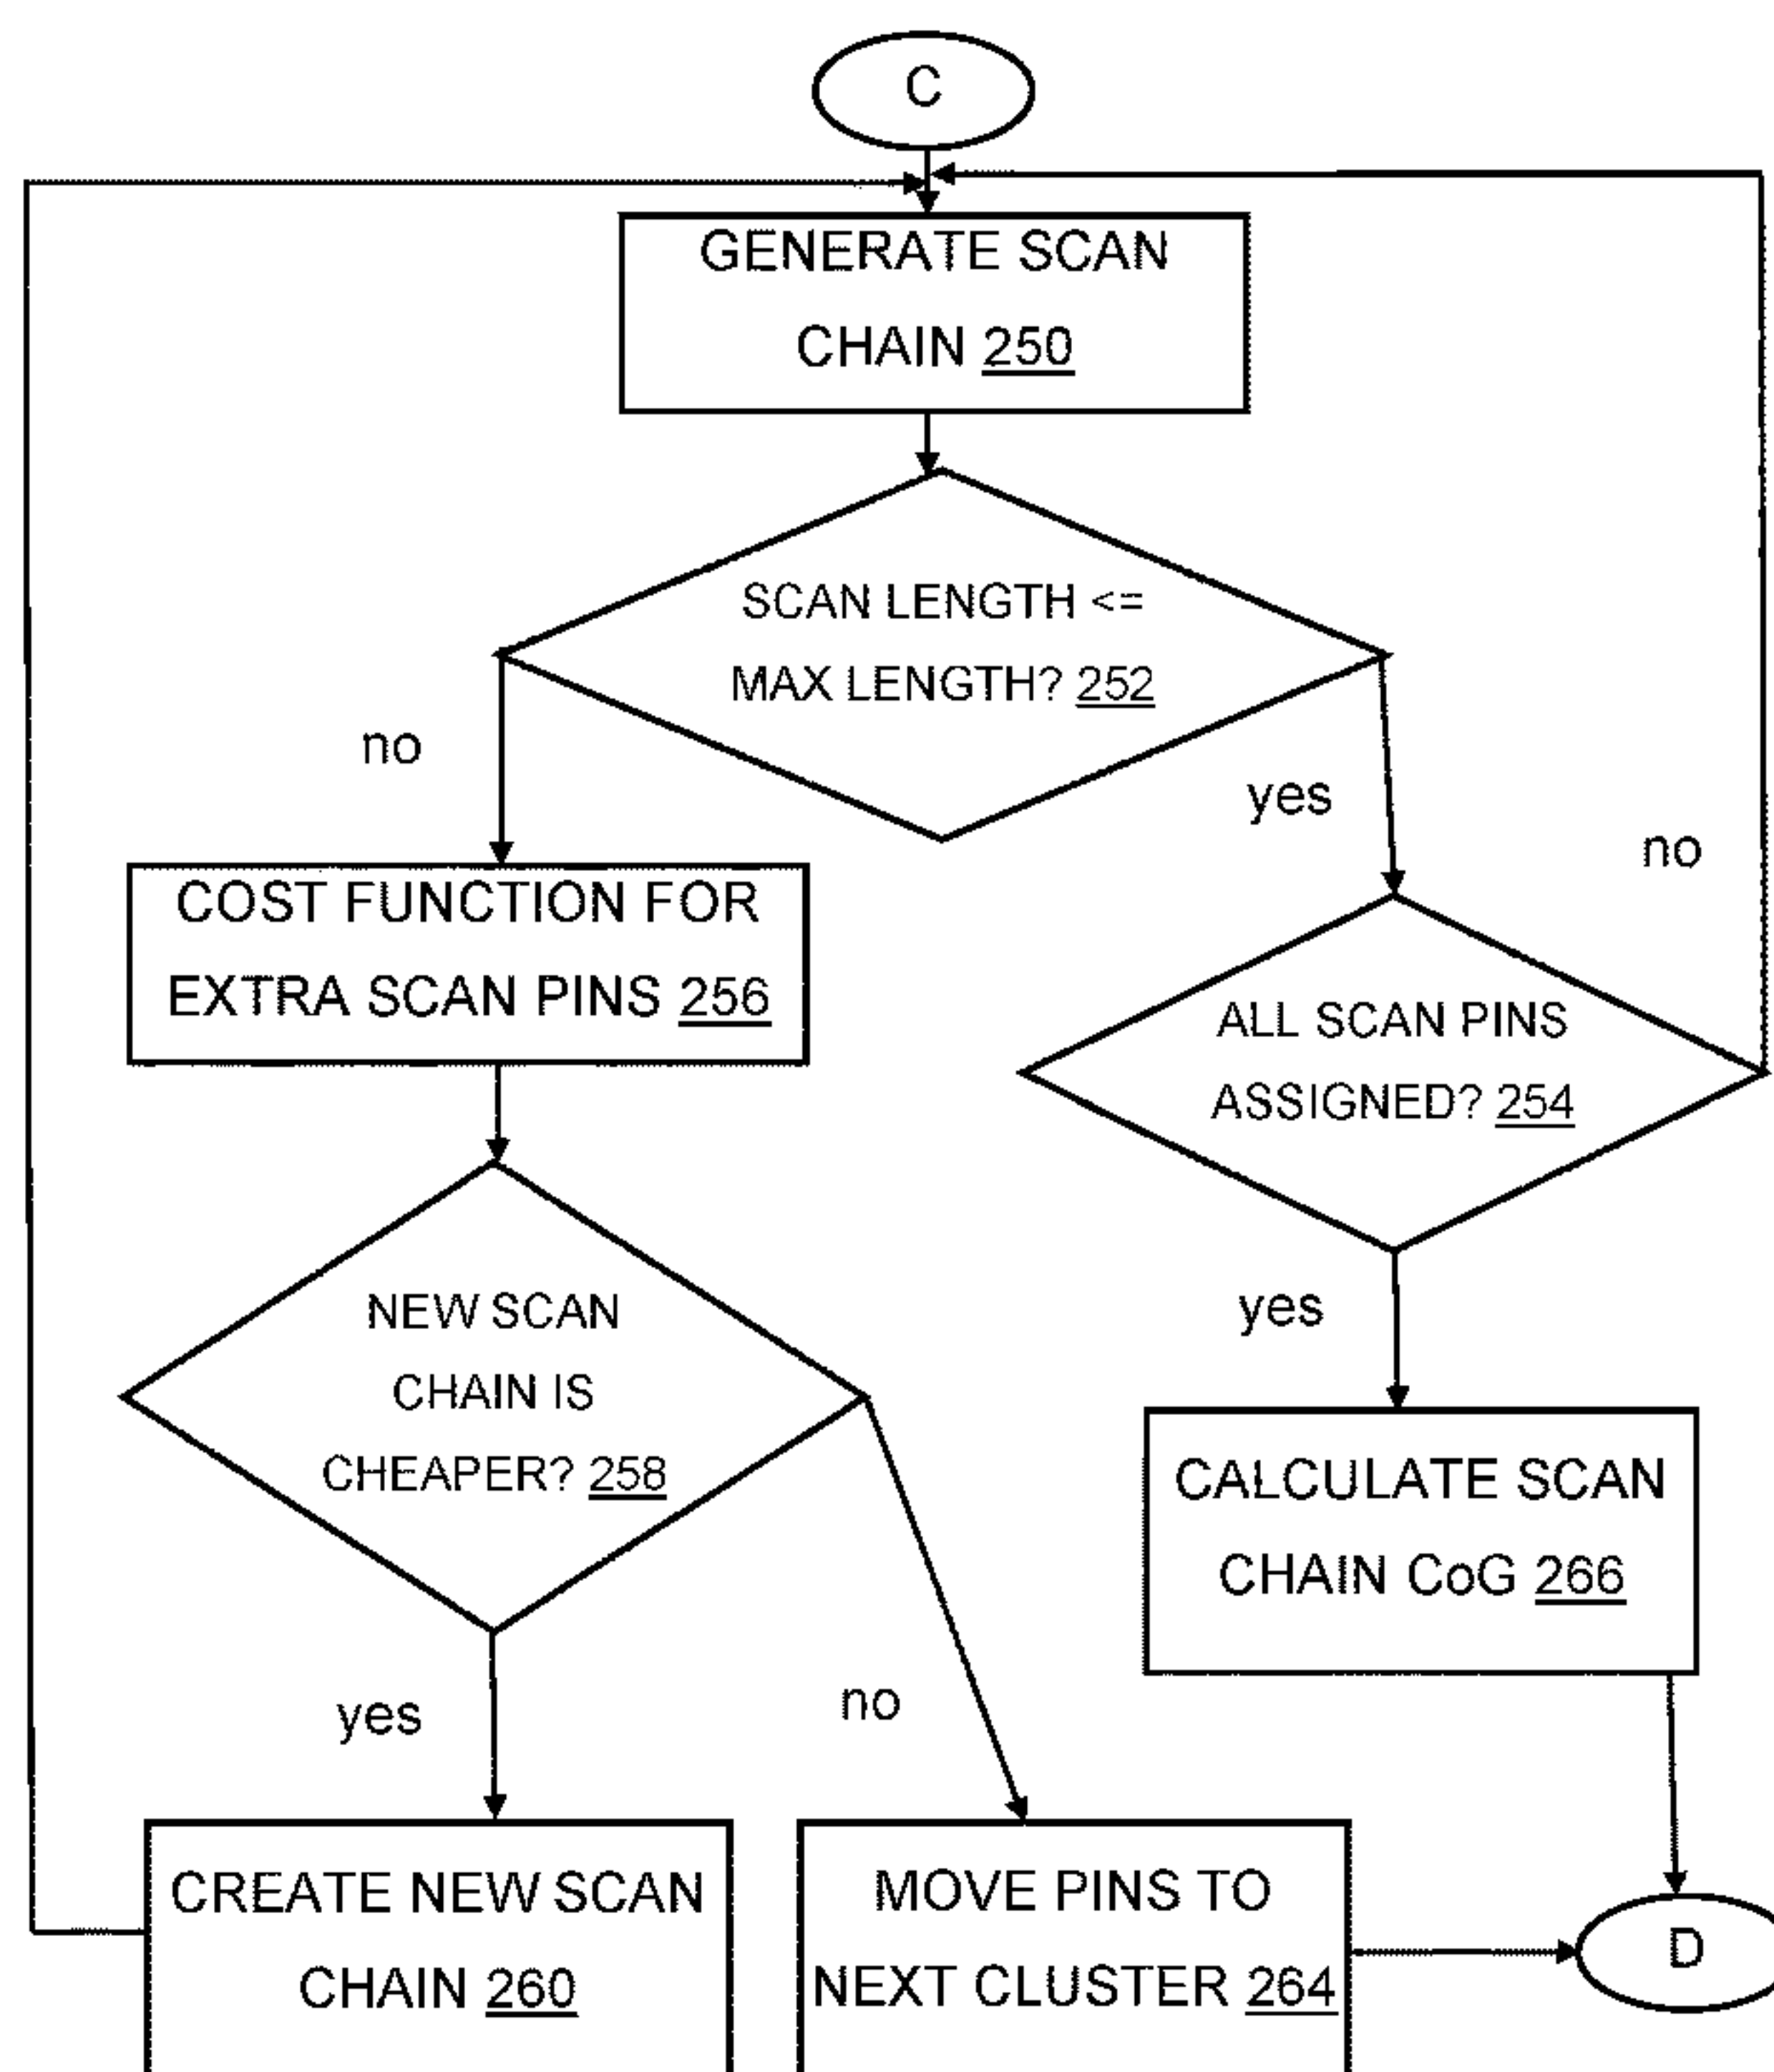 C
GENERATE SCAN
CHAIN 250
SCAN LENGTH <=
MAX LENGTH? 252
no
yes
no
COST FUNCTION FOR
EXTRA SCAN PINS 256
ALL SCAN PINS
ASSIGNED? 254
NEW SCAN
CHAIN IS
CHEAPER? 258
yes
CALCULATE SCAN
CHAIN CoG 266
yes
no
CREATE NEW SCAN
CHAIN 260
MOVE PINS TO
NEXT CLUSTER 264
D